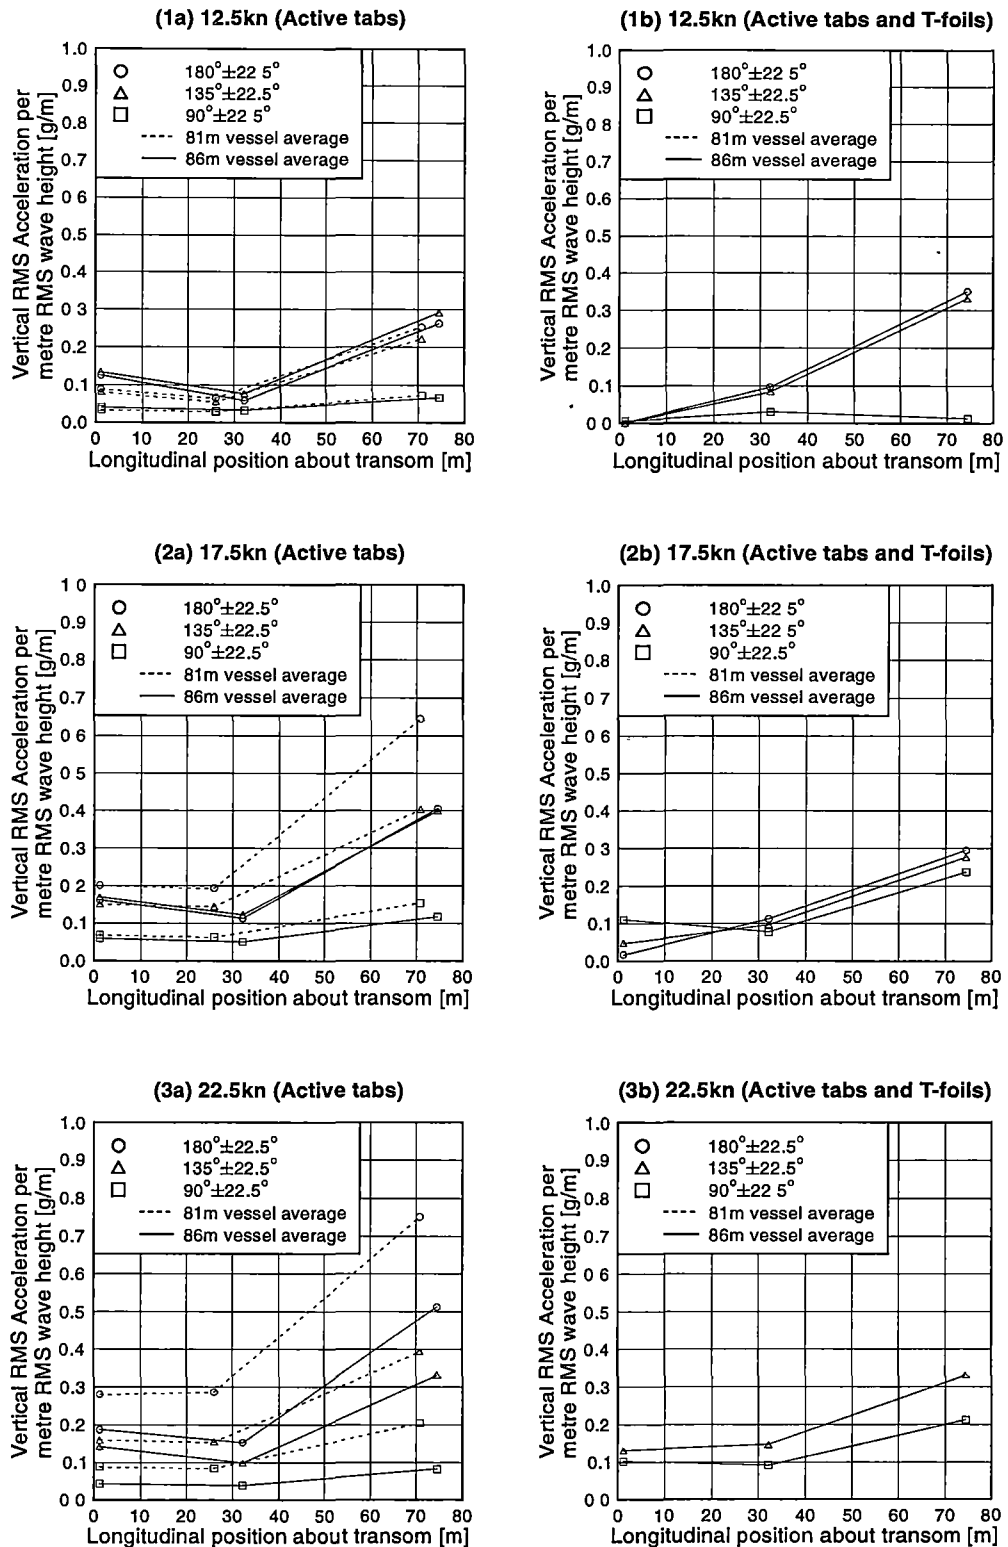 (1a) 12.5kn (Active tabs)
Vertical RMS Acceleration per
metre RMS wave height [g/m]
1.0
0.9
0.8
0.7
0 6
0.5
0.4
0.3
0.2
0.1
0.0
180°±22 5°
135°±22.5°
90°±22 5°
81m vessel average
86m vessel average
0 10 20 30 40 50 60 70 80
Longitudinal position about transom [m]
(1b) 12.5kn (Active tabs and T-foils)
Vertical RMS Acceleration per
metre RMS wave height [g/m]
1.0
0.9
0.8
0.7
0 6
0.5
0.4
0.3
0.2
0.1
0 0
180°±22 5°
135°±22.5°
90°±22.5°
81m vessel average
86m vessel average
0 10 20 30 40 50 60 70 80
Longitudinal position about transom [m]
(2a) 17.5kn (Active tabs)
Vertical RMS Acceleration per
metre RMS wave height [g/m]
1 0
0.9
0.8
0.7
0.6
0 5
0.4
0.3
0.2
0.1
0.0
180°±22.5°
135°±22.5°
90°±22.5°
81m vessel average
86m vessel average
0 10 20 30 40 50 60 70 80
Longitudinal position about transom [m]
(2b) 17.5kn (Active tabs and T-foils)
Vertical RMS Acceleration per
metre RMS wave height [g/m]
1.0
0.9
0.8
0.7
0 6
0 5
0.4
0.3
0.2
0.1
0.0
180°±22 5°
135°±22 5°
90°±22.5°
81m vessel average
86m vessel average
0 10 20 30 40 50 60 70 80
Longitudinal position about transom [m]
(3a) 22.5kn (Active tabs)
Vertical RMS Acceleration per
metre RMS wave height [g/m]
1.0
0.9
0.8
0.7
0 6
0.5
0.4
0.3
0.2
0.1
0 0
180°±22.5°
135°±22.5°
90°±22.5°
81m vessel average
86m vessel average
0 10 20 30 40 50 60 70 80
Longitudinal position about transom [m]
(3b) 22.5kn (Active tabs and T-foils)
Vertical RMS Acceleration per
metre RMS wave height [g/m]
1.0
0.9
0.8
0.7
0 6
0.5
0.4
0.3
0.2
0.1
0 0
180°±22.5°
135°±22.5°
90°±22 5°
81m vessel average
86m vessel average
0 10 20 30 40 50 60 70 80
Longitudinal position about transom [m]